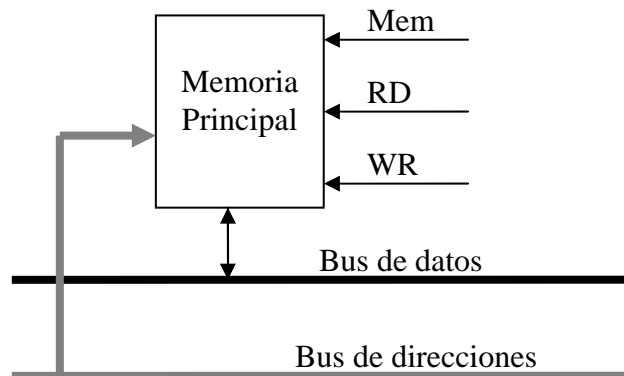 Mem
Memoria
Principal
RD
WR
Bus de datos
Bus de direcciones